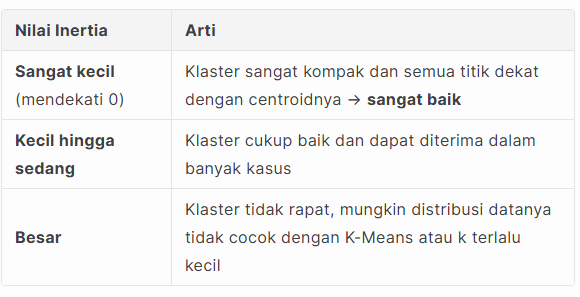 Nilai Inertia
Arti
Sangat kecil
(mendekati 0)
Klaster sangat kompak dan semua titik dekat
dengan centroidnya → sangat baik
Kecil hingga
sedang
Klaster cukup baik dan dapat diterima dalam
banyak kasus
Besar
Klaster tidak rapat, mungkin distribusi datanya
tidak cocok dengan K-Means atau k terlalu
kecil